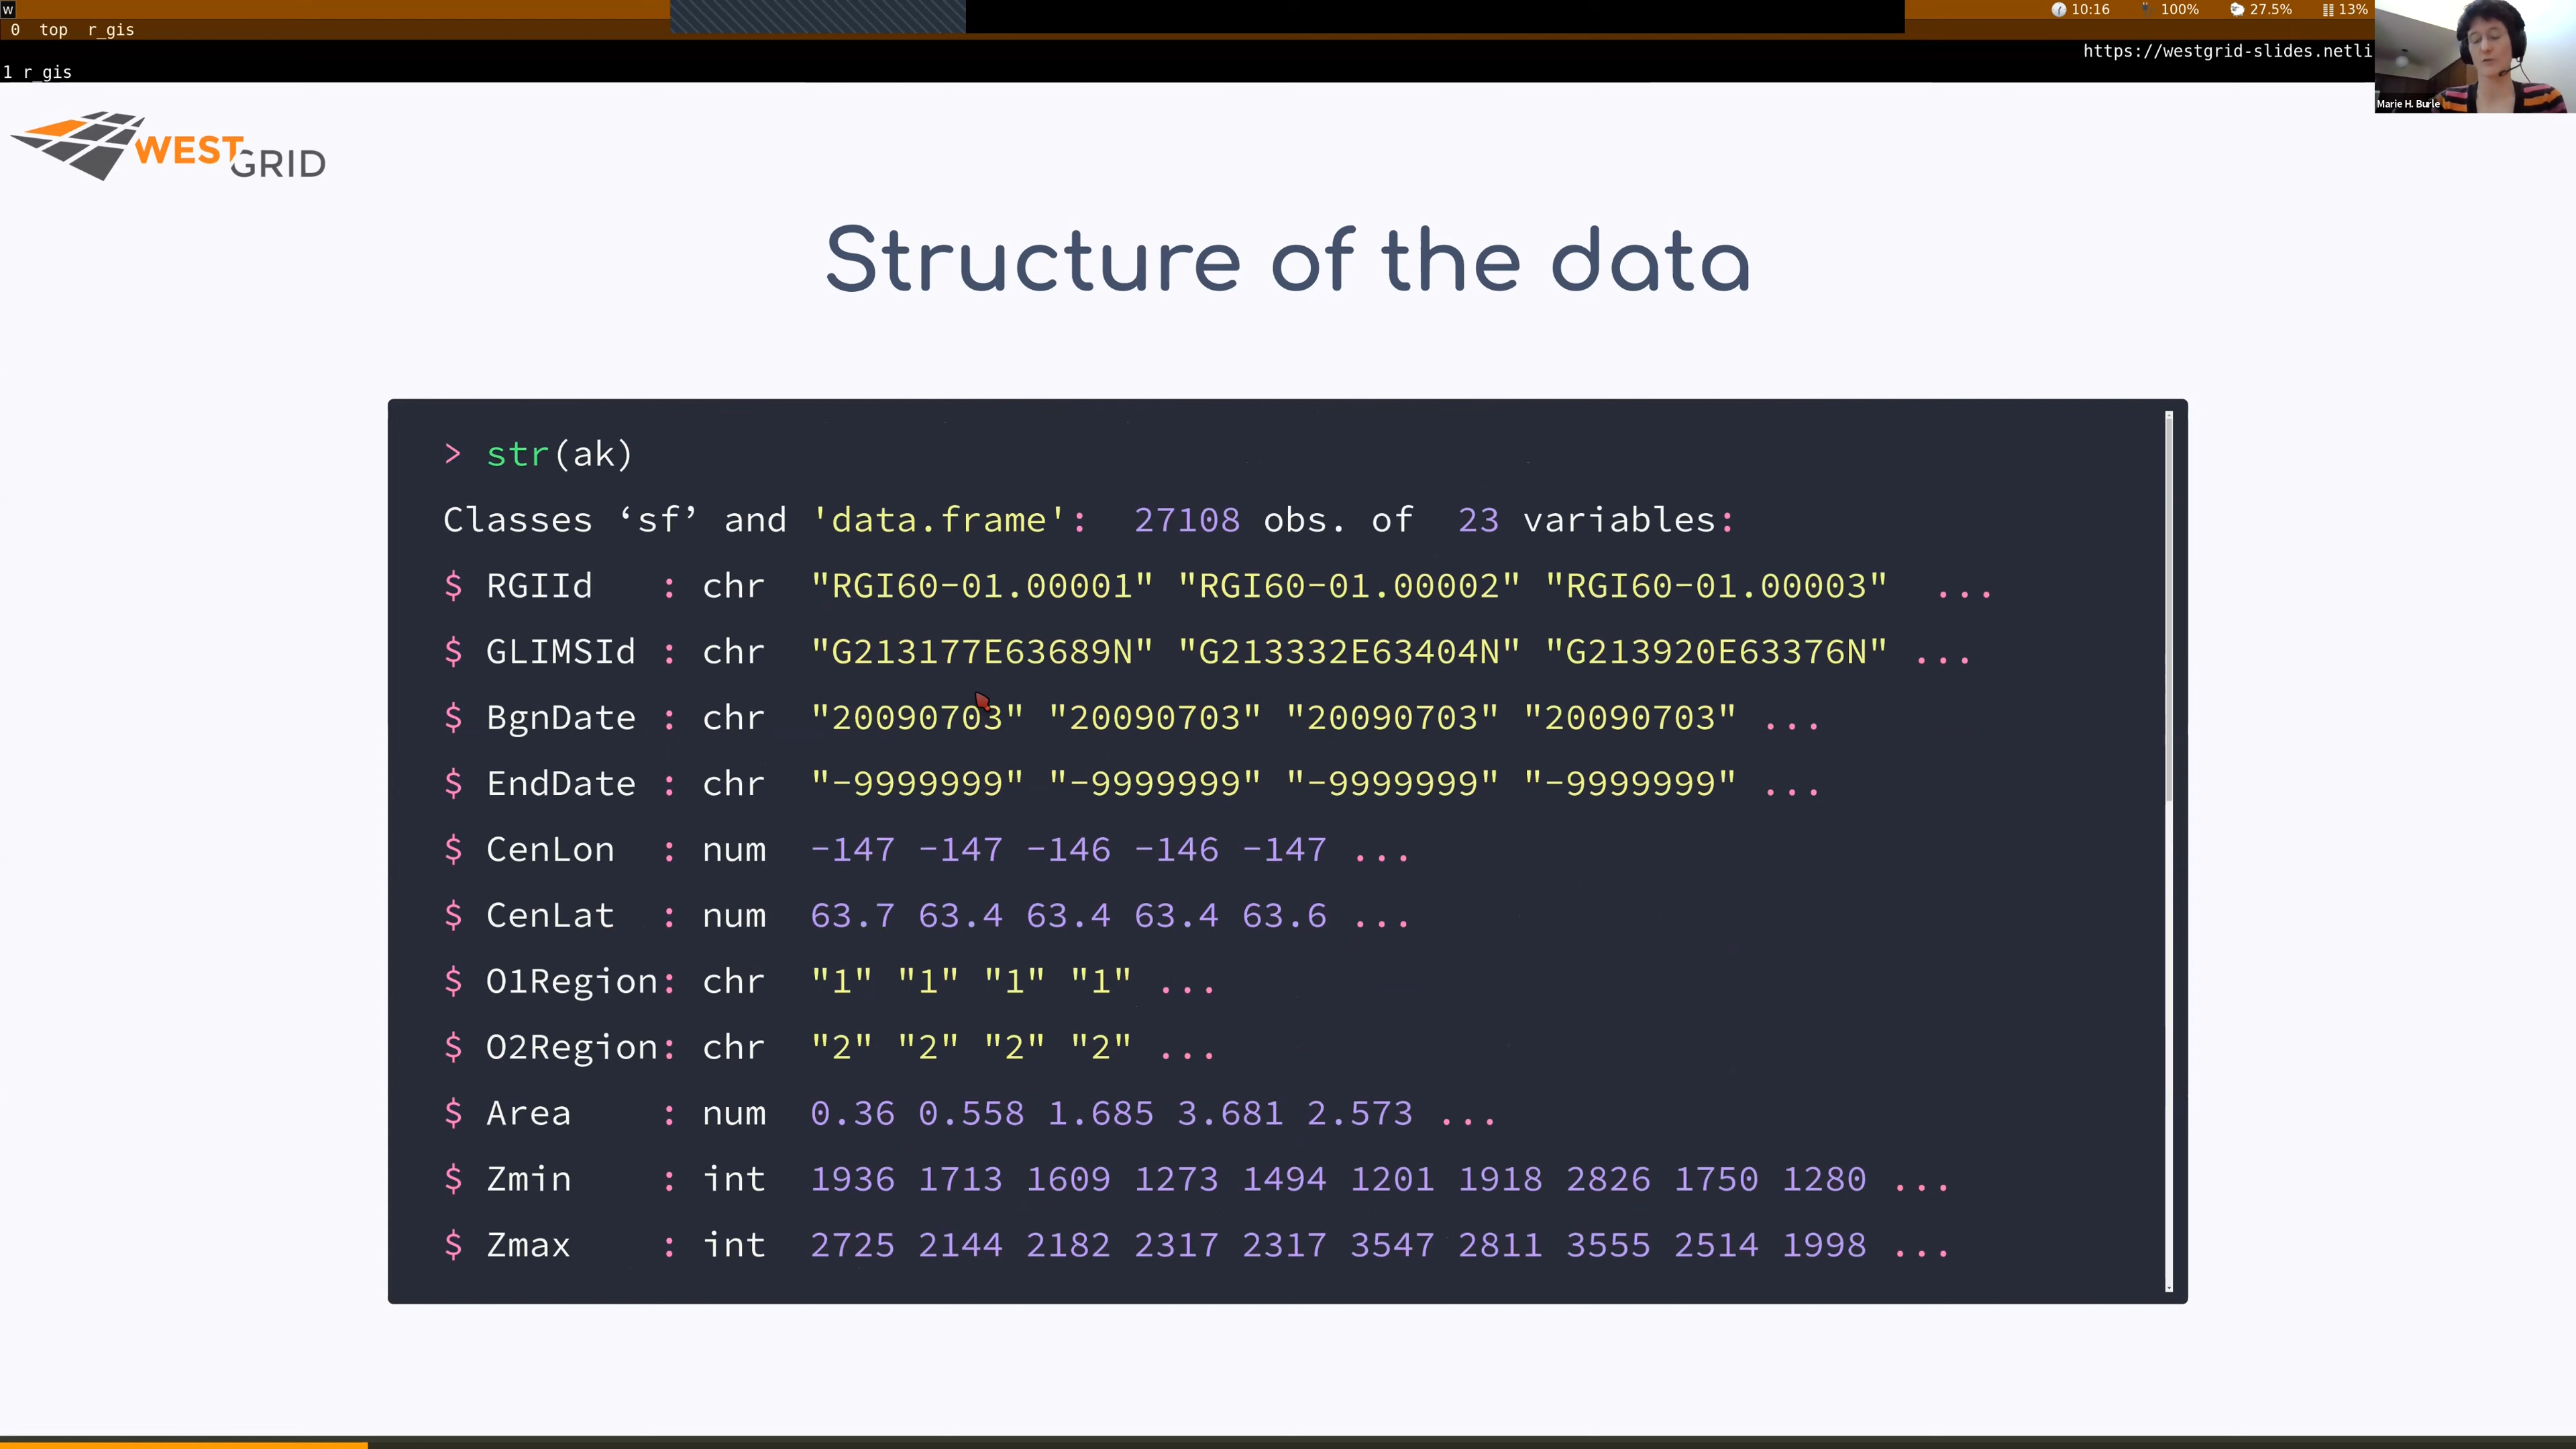 w
10:16 100% 27.5% 13%
0 top r_gis
https://westgrid-slides.netli
1 r_gis
Marie H. Burle
WESTGRID
Structure of the data
> str(ak)
Classes ‘sf’ and 'data.frame': 27108 obs. of 23 variables:
$ RGIId : chr "RGI60-01.00001" "RGI60-01.00002" "RGI60-01.00003" ...
$ GLIMSId : chr "G213177E63689N" "G213332E63404N" "G213920E63376N" ...
$ BgnDate : chr "20090703" "20090703" "20090703" "20090703" ...
$ EndDate : chr "-9999999" "-9999999" "-9999999" "-9999999" ...
$ CenLon : num -147 -147 -146 -146 -147 ...
$ CenLat : num 63.7 63.4 63.4 63.4 63.6 ...
$ O1Region: chr "1" "1" "1" "1" ...
$ O2Region: chr "2" "2" "2" "2" ...
$ Area : num 0.36 0.558 1.685 3.681 2.573 ...
$ Zmin : int 1936 1713 1609 1273 1494 1201 1918 2826 1750 1280 ...
$ Zmax : int 2725 2144 2182 2317 2317 3547 2811 3555 2514 1998 ...